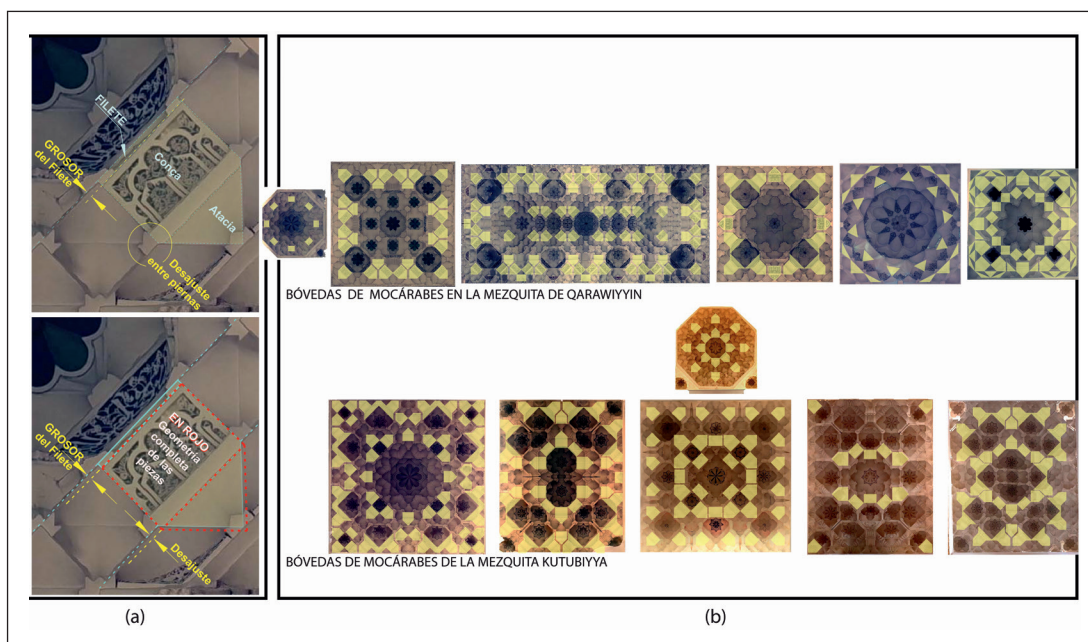 FILETE
GROSOR
del Filete
Conça
Atacia
Desajuste
entre piernas
GROSOR
del Filete
EN ROJO
Geometría
completa
de las
piezas
Desajuste
(a)
BÓVEDAS DE MOCÁRABES EN LA MEZQUITA DE QARAWIYYIN
BÓVEDAS DE MOCÁRABES DE LA MEZQUITA KUTUBIYYA
(b)